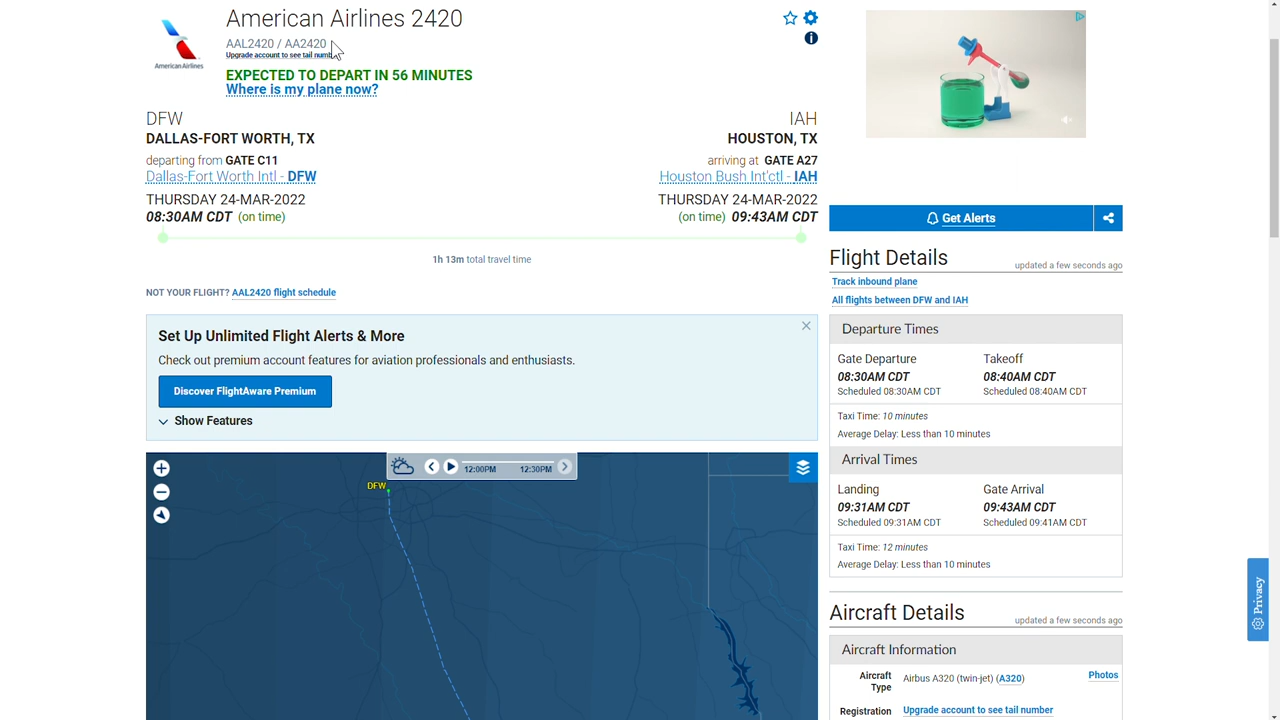 American Airlines 2420
AmericanAirlines
AAL2420 / AA2420
Upgrade account to see tail
EXPECTED TO DEPART IN 56 MINUTES
Where is my plane now?
DFW
DALLAS-FORT WORTH, TX
departing from GATE C11
Dallas-Fort Worth Intl - DFW
THURSDAY 24-MAR-2022
08:30AM CDT (on time)
IAH
HOUSTON, TX
arriving at GATE A27
Houston Bush Int'ctl - IAH
THURSDAY 24-MAR-2022
(on time) 09:43AM CDT
1h 13m total travel time
NOT YOUR FLIGHT? AAL2420 flight schedule
Set Up Unlimited Flight Alerts & More
Check out premium account features for aviation professionals and enthusiasts.
Discover FlightAware Premium
Show Features
12:00PM 12:30PM
DFW
Get Alerts
Flight Details updated a few seconds ago
Track inbound plane
All flights between DFW and IAH
Departure Times
Gate Departure Takeoff
08:30AM CDT 08:40AM CDT
Scheduled 08:30AM CDT Scheduled 08:40AM CDT
Taxi Time: 10 minutes
Average Delay: Less than 10 minutes
Arrival Times
Landing Gate Arrival
09:31AM CDT 09:43AM CDT
Scheduled 09:31AM CDT Scheduled 09:41AM CDT
Taxi Time: 12 minutes
Average Delay: Less than 10 minutes
Aircraft Details updated a few seconds ago
Aircraft Information
Aircraft Type Airbus A320 (twin-jet) (A320) Photos
Registration Upgrade account to see tail number
Privacy